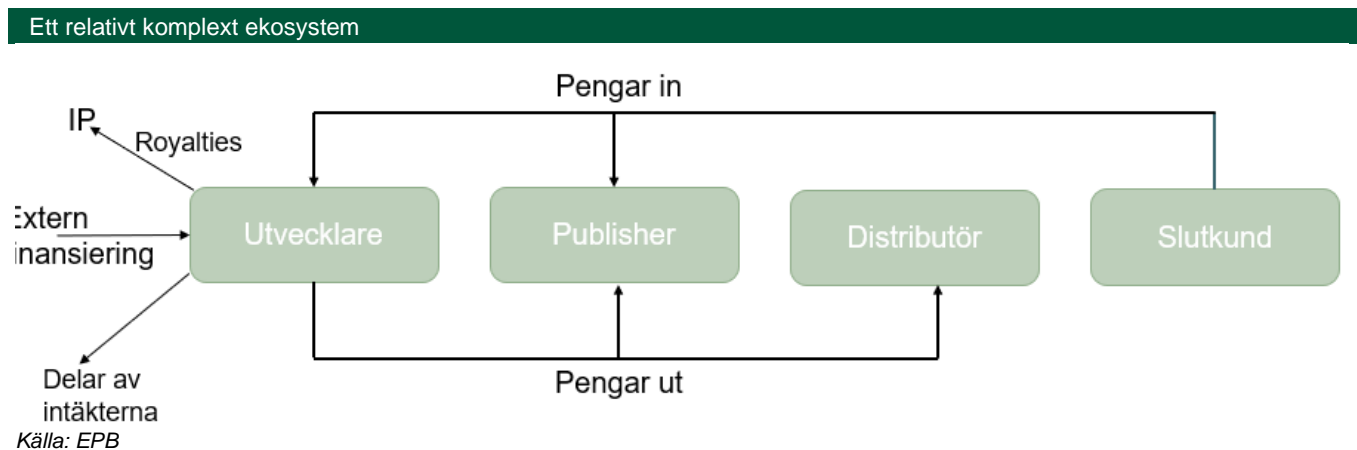 Ett relativt komplext ekosystem
Pengar in
IP
Royalties
Extern
inansiering
Utvecklare
Publisher
Distributör
Slutkund
Delar av
intäkterna
Pengar ut
Källa: EPB